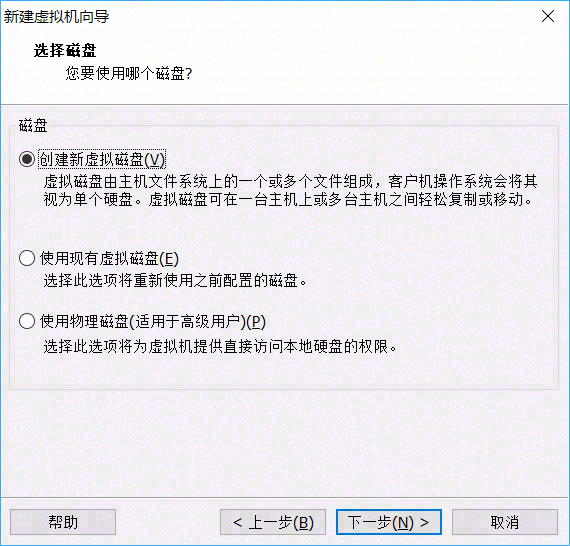 新建虚拟机向导
选择磁盘
您要使用哪个磁盘?
磁盘
创建新虚拟磁盘(V)
虚拟磁盘由主机文件系统上的一个或多个文件组成，客户机操作系统会将其
视为单个硬盘。虚拟磁盘可在一台主机上或多台主机之间轻松复制或移动。
使用现有虚拟磁盘(E)
选择此选项将重新使用之前配置的磁盘。
使用物理磁盘(适用于高级用户)(P)
选择此选项将为虚拟机提供直接访问本地硬盘的权限。
帮助
< 上一步(B)
下一步(N) >
取消